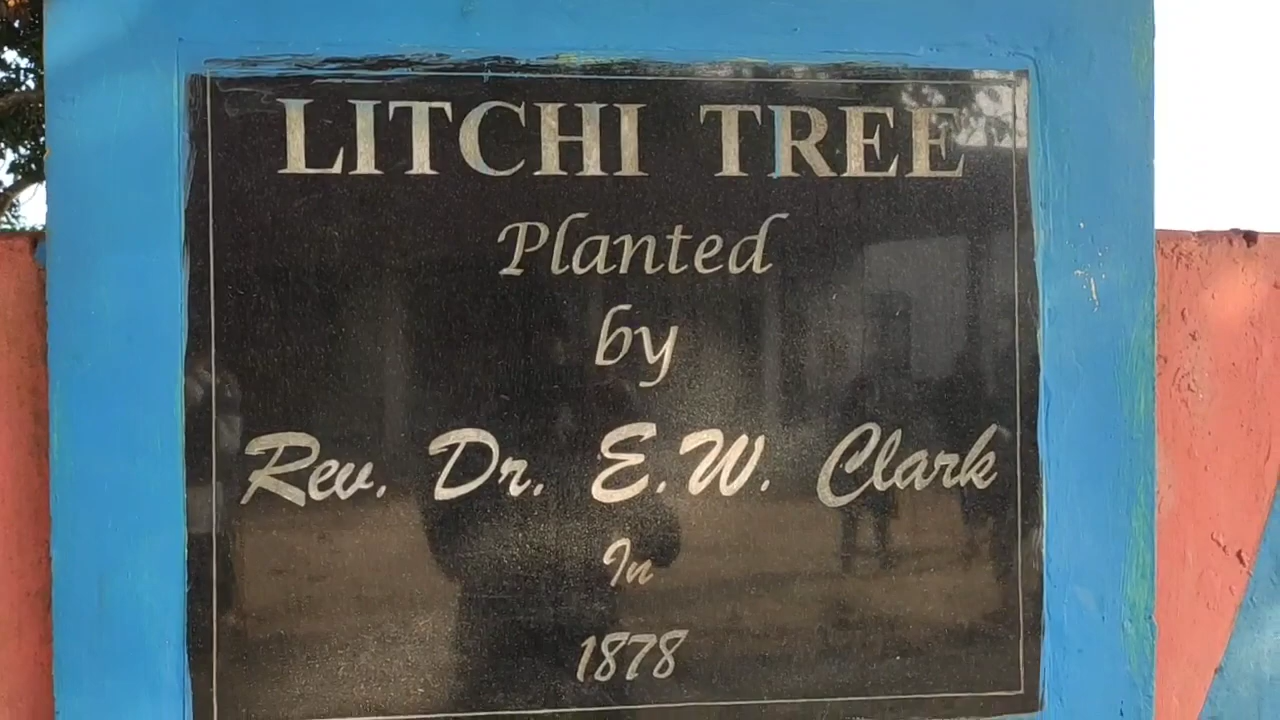 LITCHI TREE
Planted
by
Rev. Dr. E.W. Clark
In
1878